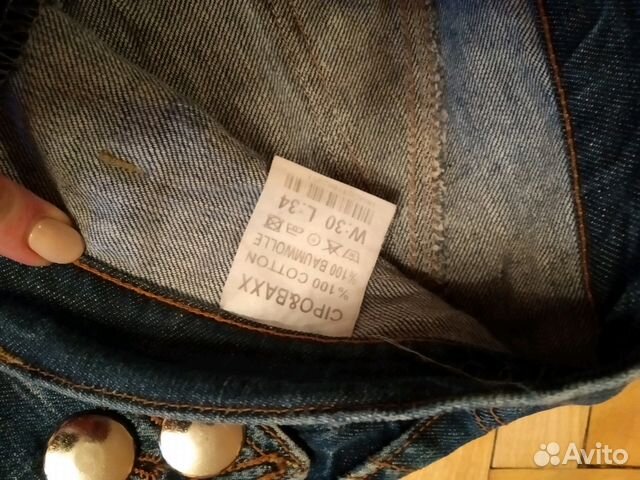 CIPO&BAXX
%100 COTTON
%100 BAUMWOLLE
W:30 L:34
Avito